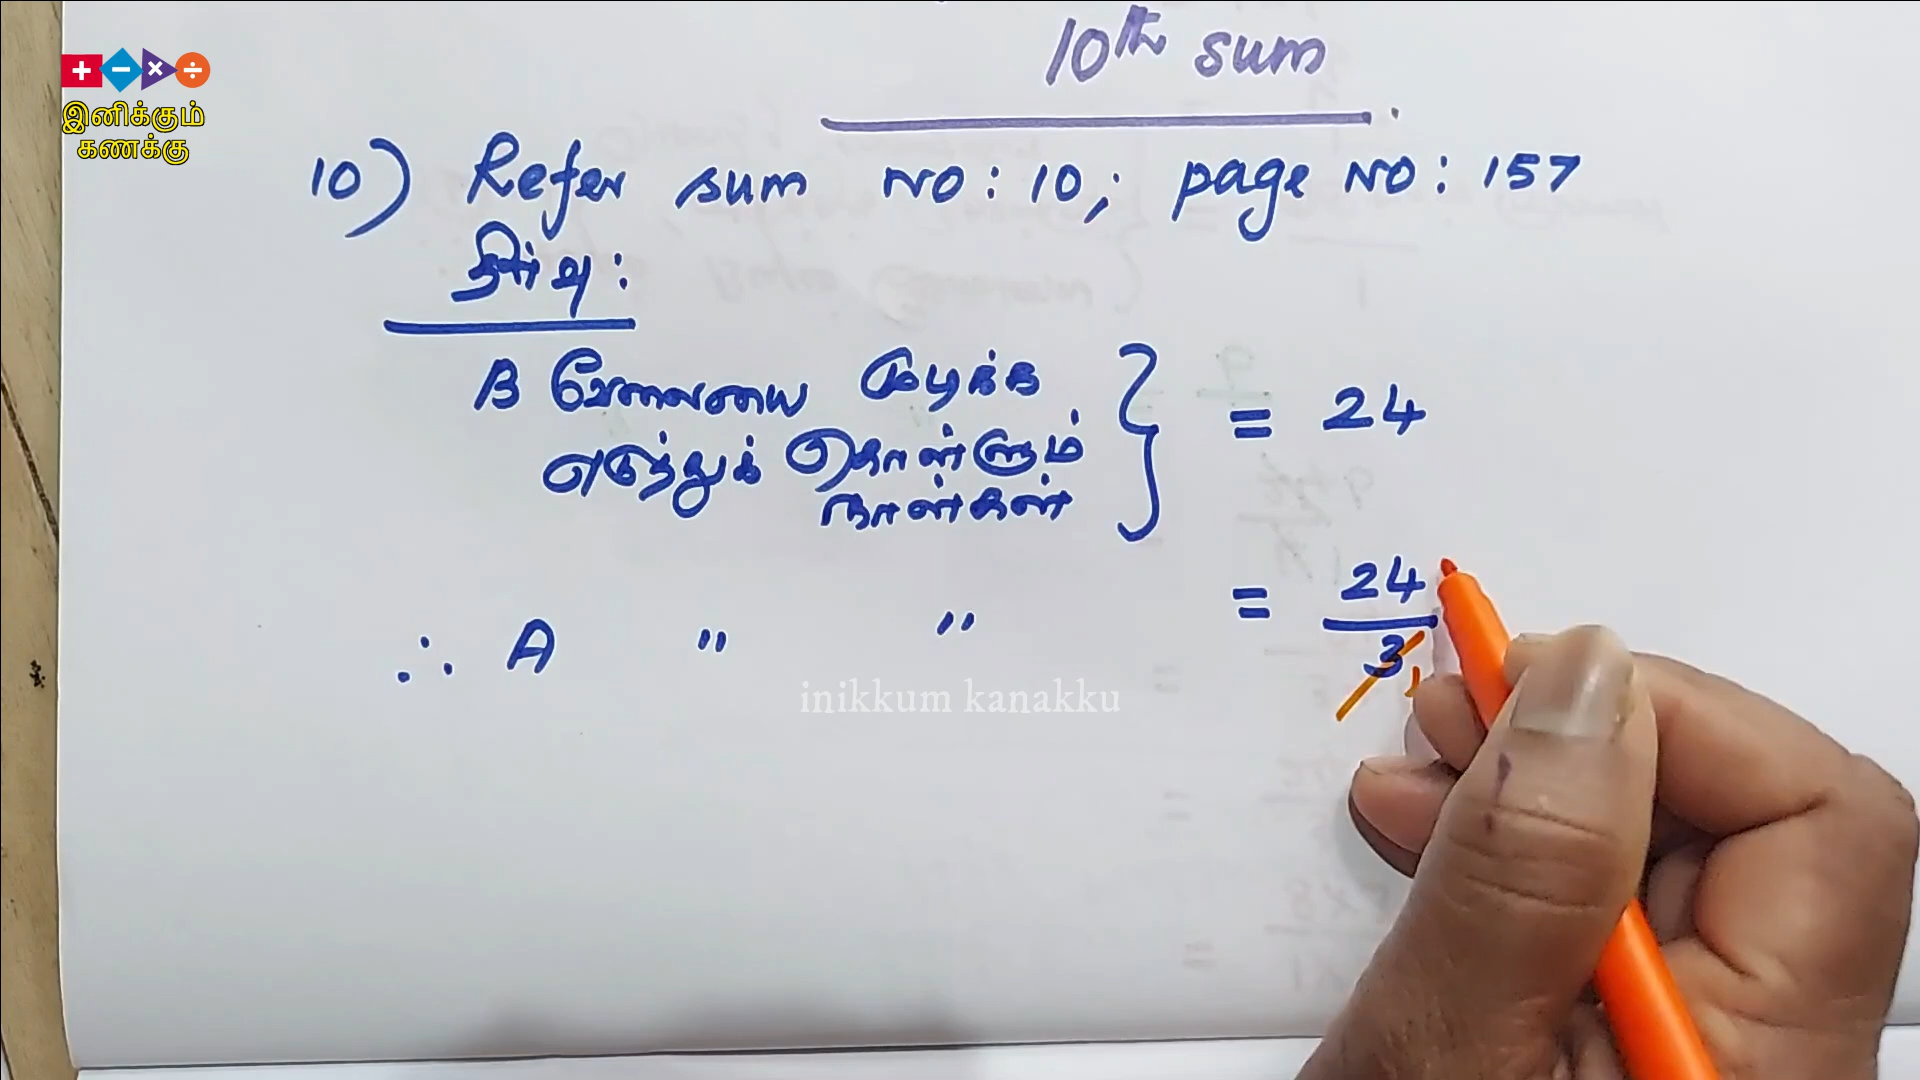 இனிக்கும்
கணக்கு
10th sum
10) Refer sum NO: 10; page NO: 157
தீர்வு:
B வேலையை முடிக்க = 24
எடுத்துக் கொள்ளும்
நாள்கள்
∴ A " " = 24
3 1
inikkum kanakku